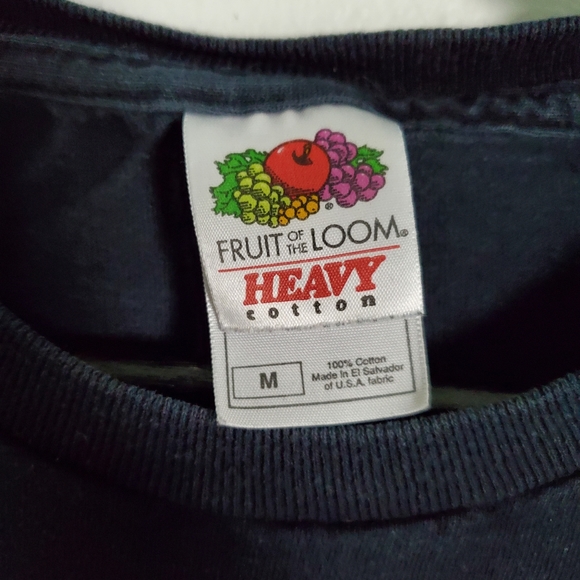 FRUIT OF THE LOOM®
HEAVY
cotton
M
100% Cotton
Made In El Salvador
of U.S.A. fabric